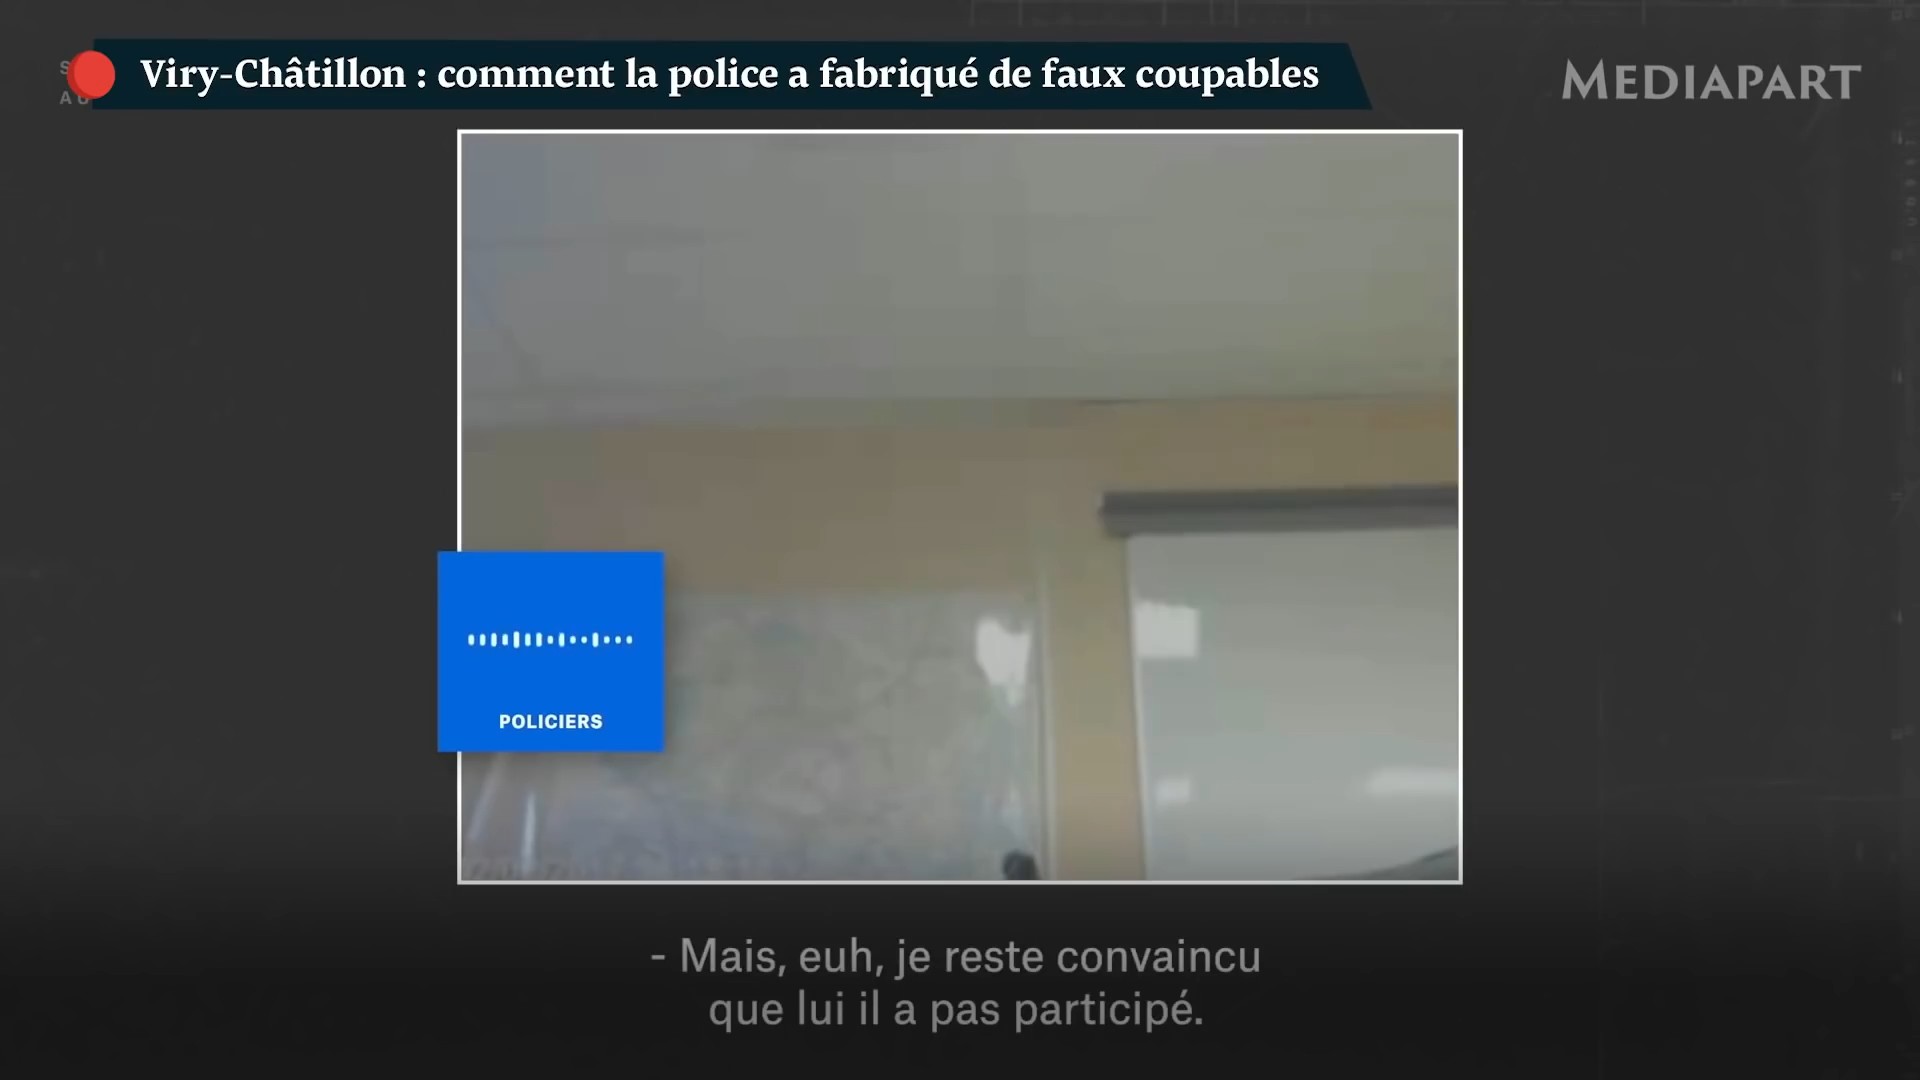 Viry-Châtillon : comment la police a fabriqué de faux coupables
MEDIAPART
POLICIERS
- Mais, euh, je reste convaincu
que lui il a pas participé.